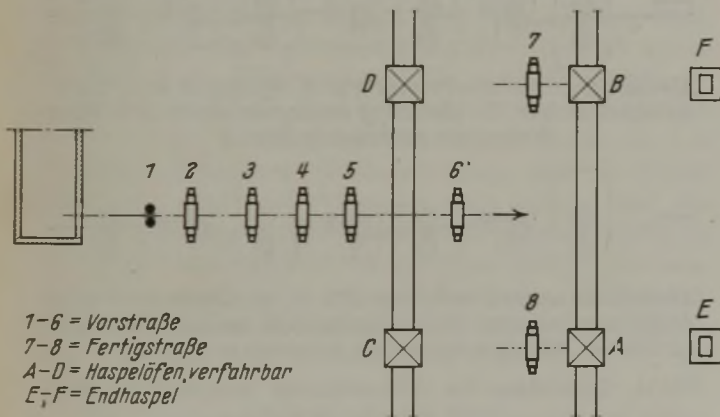 7
F
D
B
1 2 3 4 5 6
8
E
C
A
1-6 = Vorstraße
7-8 = Fertigstraße
A-D = Haspelöfen, verfahrbar
E-F = Endhaspel